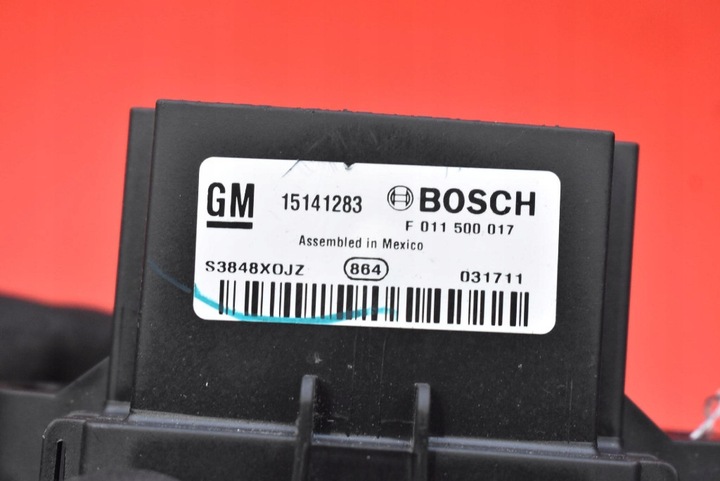 GM 15141283 BOSCH
F 011 500 017
Assembled in Mexico
S3848X0JZ 864 031711